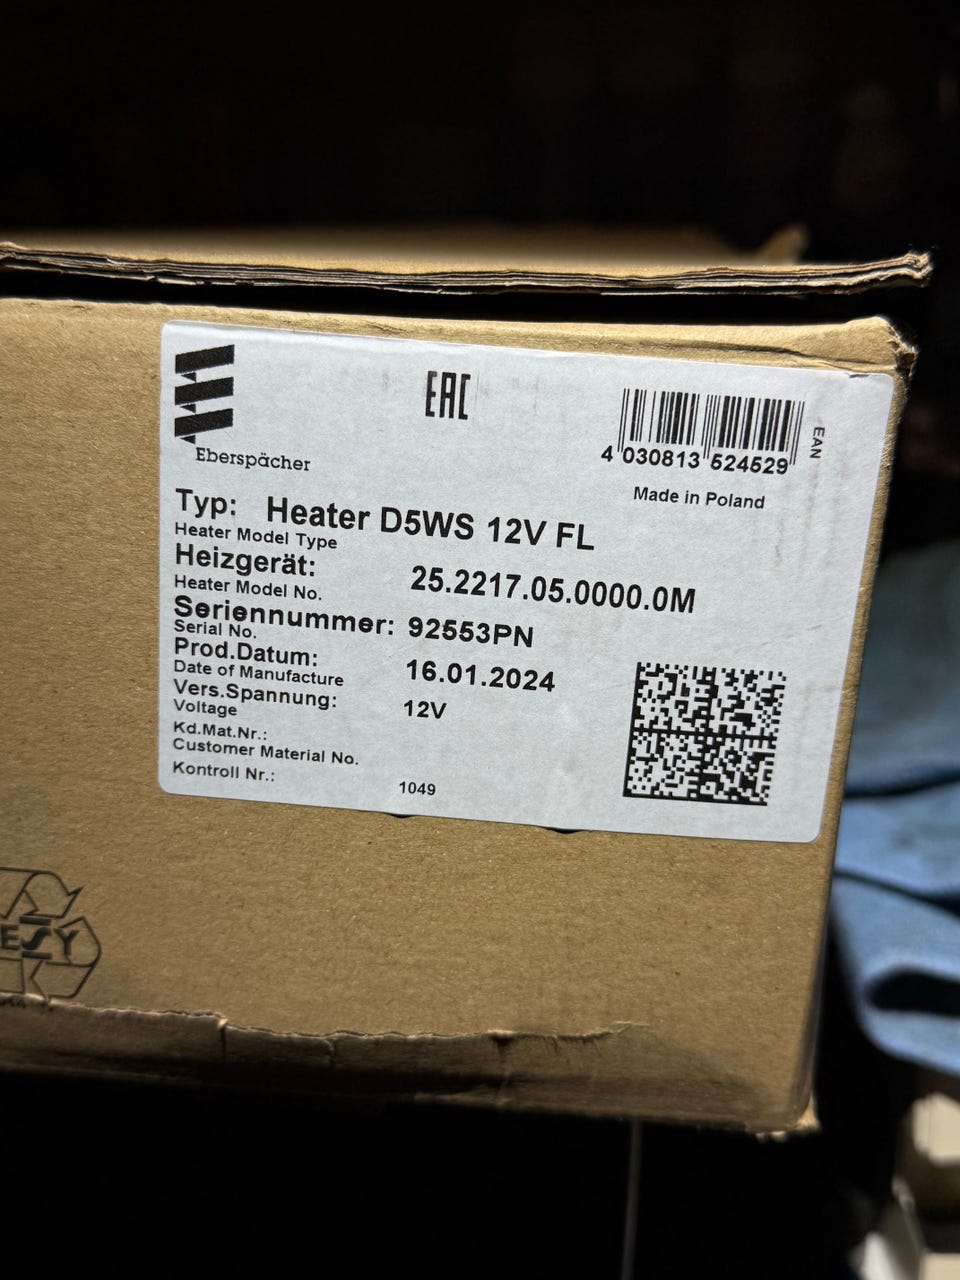 Eberspächer
EAC
4 030813 524529
EAN
Made in Poland
Typ: Heater D5WS 12V FL
Heater Model Type
Heizgerät: 25.2217.05.0000.0M
Heater Model No.
Seriennummer: 92553PN
Serial No.
Prod.Datum: 16.01.2024
Date of Manufacture
Vers.Spannung: 12V
Voltage
Kd.Mat.Nr.:
Customer Material No.
Kontroll Nr.: 1049
ESY